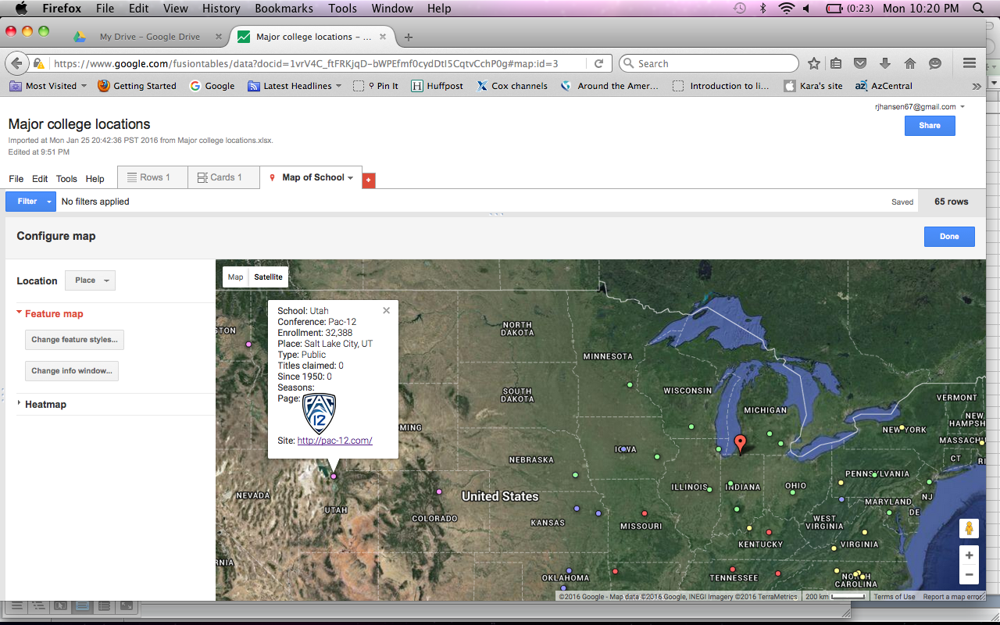 Firefox File Edit View History Bookmarks Tools Window Help (0:23) Mon 10:20 PM
My Drive – Google Drive Major college locations – ...
https://www.google.com/fusiontables/data?docid=1vrV4C_ftFRKjqD-bWPEfmf0cydDtI5CqtvCchP0g#map:id=3 Search
Most Visited Getting Started Google Latest Headlines Pin It Huffpost Cox channels Around the Amer... Introduction to li... Kara's site AzCentral
rjhansen67@gmail.com
Major college locations
Share
Imported at Mon Jan 25 20:42:36 PST 2016 from Major college locations.xlsx.
Edited at 9:51 PM
File Edit Tools Help Rows 1 Cards 1 Map of School +
Filter No filters applied Saved 65 rows
Configure map
Done
Location Place
Feature map
Change feature styles...
Change info window...
Heatmap
Map Satellite
School: Utah
Conference: Pac-12
Enrollment: 32,388
Place: Salt Lake City, UT
Type: Public
Titles claimed: 0
Since 1950: 0
Seasons:
Page: PAC 12
Site: http://pac-12.com/
TON
NORTH DAKOTA
MINNESOTA
SOUTH DAKOTA
WISCONSIN
MICHIGAN
VERMONT
NEW HAMPSH
NEW YORK
MASSACH
MING
IOWA
NEBRASKA
CT RI
PENNSYLVANIA
ILLINOIS
INDIANA
OHIO
NEVADA
United States
NJ
MARYLAND
DE
UTAH
COLORADO
KANSAS
MISSOURI
WEST VIRGINIA
KENTUCKY
VIRGINIA
RNIA
OKLAHOMA
TENNESSEE
NORTH CAROLINA
+
−
©2016 Google - Map data ©2016 Google, INEGI Imagery ©2016 TerraMetrics 200 km Terms of Use Report a map error